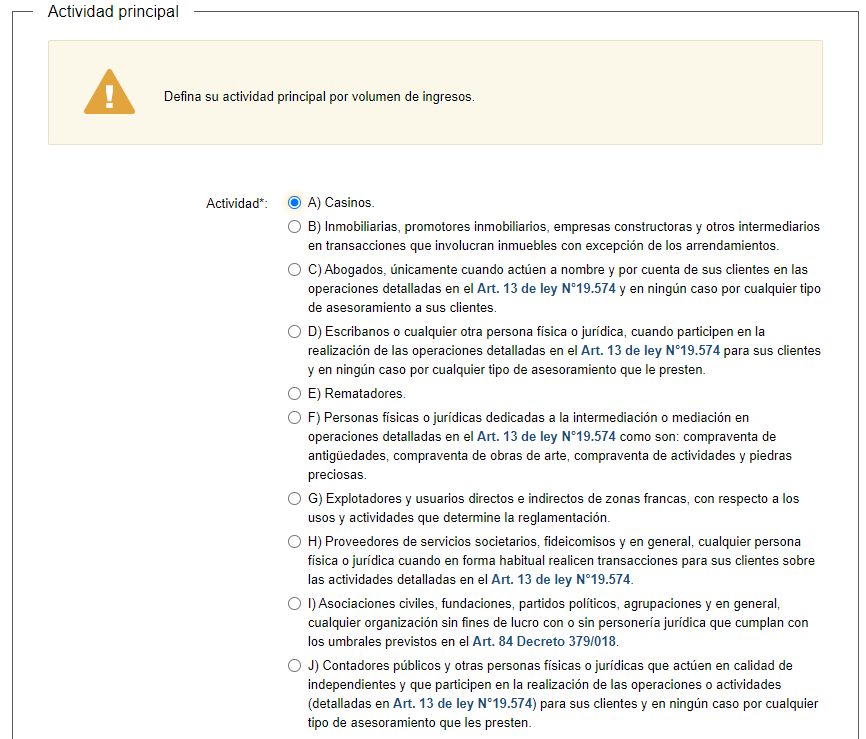 Actividad principal
Defina su actividad principal por volumen de ingresos.
Actividad*:
A) Casinos.
B) Inmobiliarias, promotores inmobiliarios, empresas constructoras y otros intermediarios
en transacciones que involucran inmuebles con excepción de los arrendamientos.
C) Abogados, únicamente cuando actúen a nombre y por cuenta de sus clientes en las
operaciones detalladas en el Art. 13 de ley N°19.574 y en ningún caso por cualquier tipo
de asesoramiento a sus clientes.
D) Escribanos o cualquier otra persona física o jurídica, cuando participen en la
realización de las operaciones detalladas en el Art. 13 de ley N°19.574 para sus clientes
y en ningún caso por cualquier tipo de asesoramiento que le presten.
E) Rematadores.
F) Personas físicas o jurídicas dedicadas a la intermediación o mediación en
operaciones detalladas en el Art. 13 de ley N°19.574 como son: compraventa de
antigüedades, compraventa de obras de arte, compraventa de actividades y piedras
preciosas.
G) Explotadores y usuarios directos e indirectos de zonas francas, con respecto a los
usos y actividades que determine la reglamentación.
H) Proveedores de servicios societarios, fideicomisos y en general, cualquier persona
física o jurídica cuando en forma habitual realicen transacciones para sus clientes sobre
las actividades detalladas en el Art. 13 de ley N°19.574.
I) Asociaciones civiles, fundaciones, partidos políticos, agrupaciones y en general,
cualquier organización sin fines de lucro con o sin personería jurídica que cumplan con
los umbrales previstos en el Art. 84 Decreto 379/018.
J) Contadores públicos y otras personas físicas o jurídicas que actúen en calidad de
independientes y que participen en la realización de las operaciones o actividades
(detalladas en Art. 13 de ley N°19.574) para sus clientes y en ningún caso por cualquier
tipo de asesoramiento que les presten.